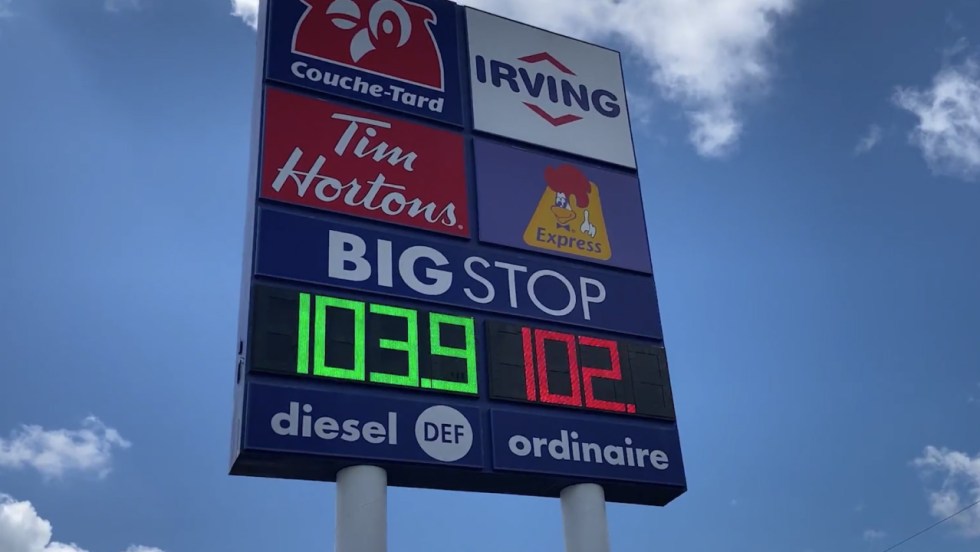 Couche-Tard
IRVING
Tim
Hortons.
Express
BIG STOP
103.9
102.
diesel DEF
ordinaire